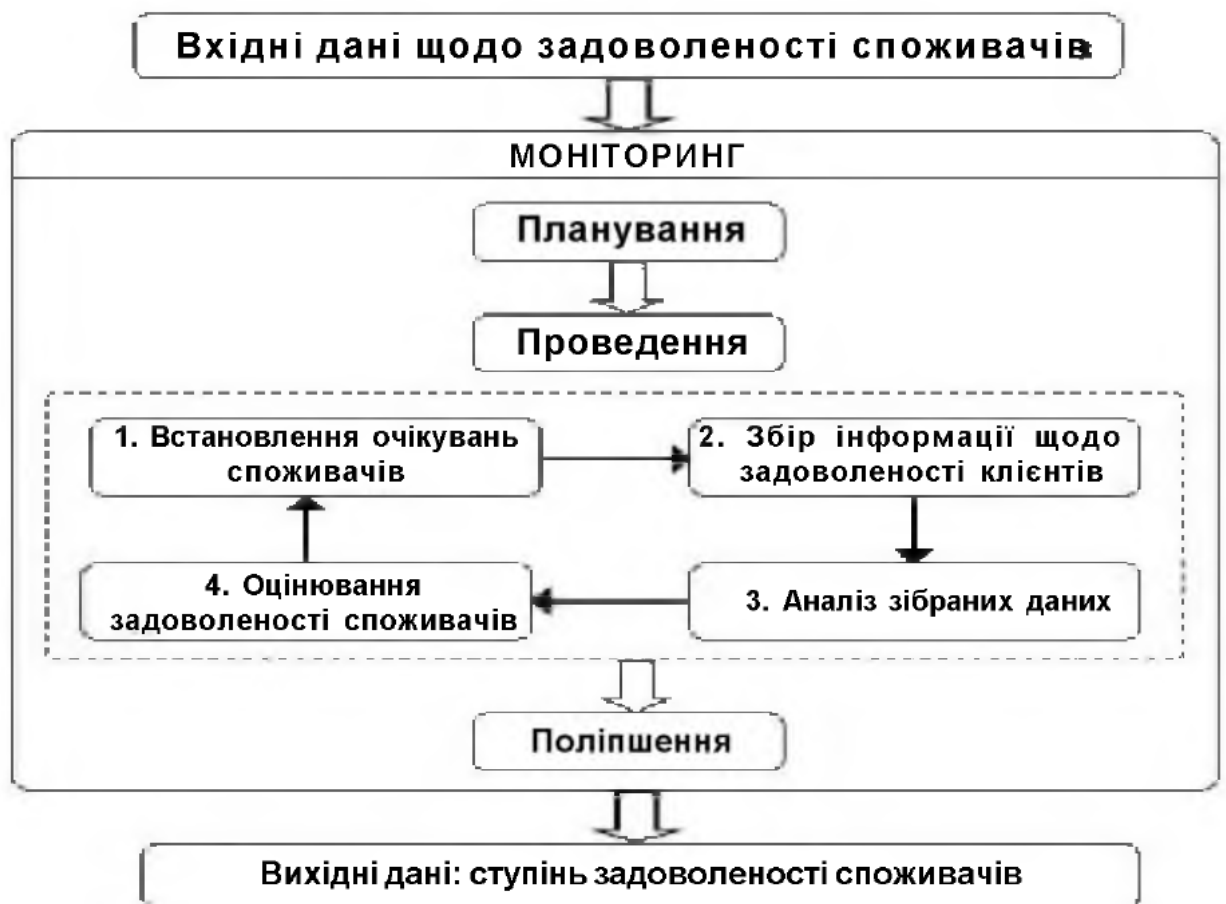 Вхідні дані щодо задоволеності споживачів
МОНІТОРИНГ
Планування
Проведення
1. Встановлення очікувань
споживачів
2. Збір інформації щодо
задоволеності клієнтів
4. Оцінювання
задоволеності споживачів
3. Аналіз зібраних даних
Поліпшення
Вихідні дані: ступінь задоволеності споживачів